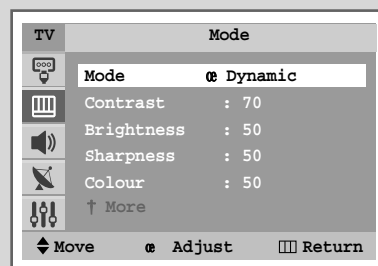 TV Mode
Mode œ Dynamic
Contrast : 70
Brightness : 50
Sharpness : 50
Colour : 50
† More
Move œ Adjust Return